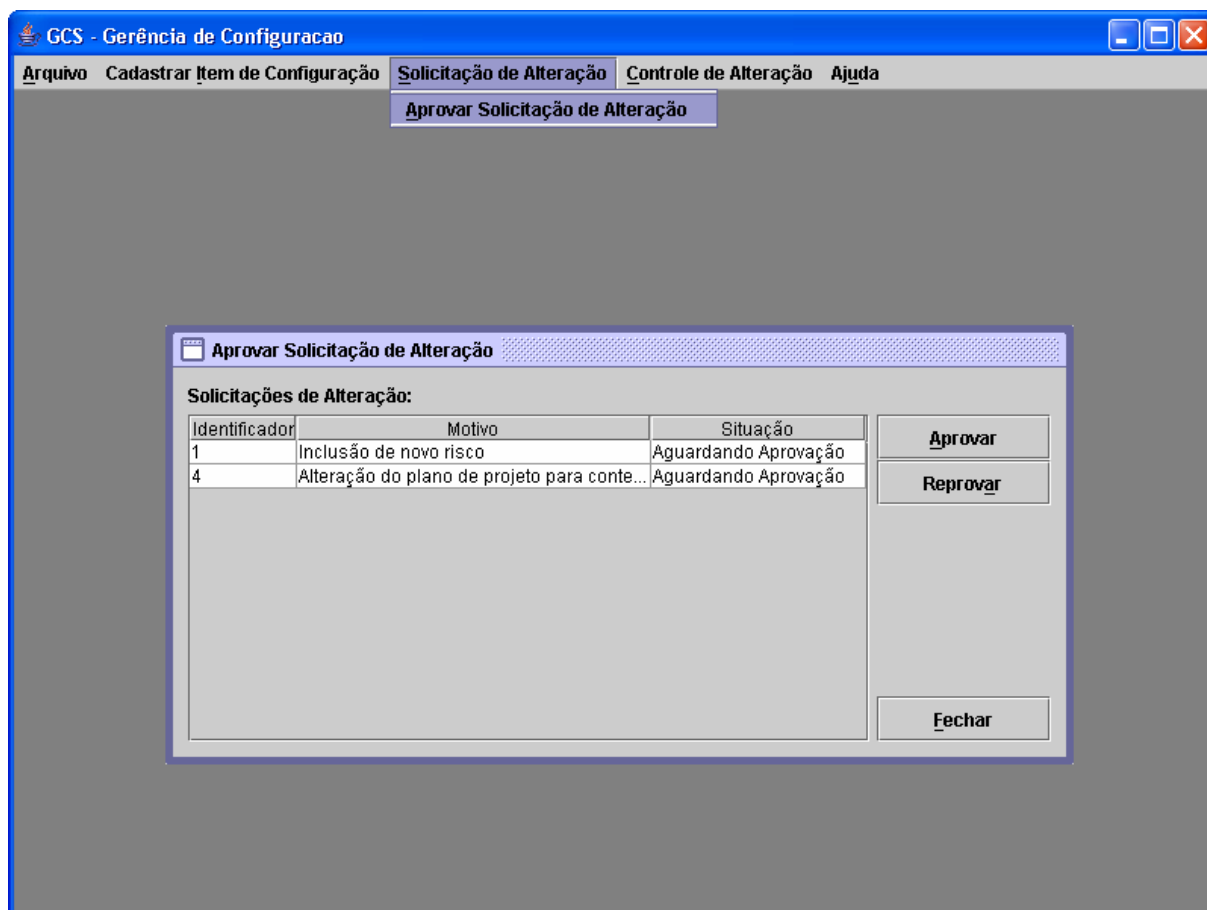 GCS - Gerência de Configuracao
Arquivo Cadastrar Item de Configuração Solicitação de Alteração Controle de Alteração Ajuda
Aprovar Solicitação de Alteração
Aprovar Solicitação de Alteração
Solicitações de Alteração:
Identificador Motivo Situação
1 Inclusão de novo risco Aguardando Aprovação
4 Alteração do plano de projeto para conte... Aguardando Aprovação
Aprovar
Reprovar
Fechar